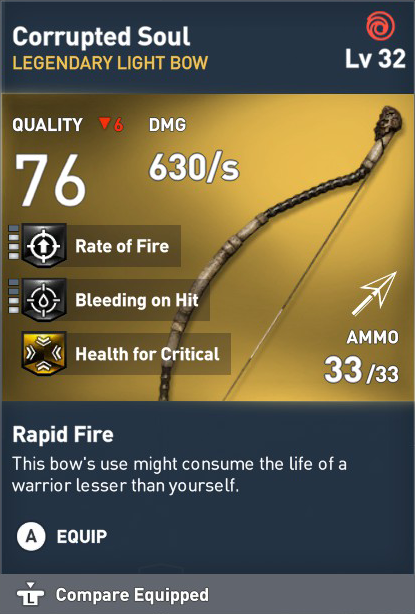 Corrupted Soul
LEGENDARY LIGHT BOW
Lv 32
QUALITY ▼6 DMG
76 630/s
Rate of Fire
Bleeding on Hit
Health for Critical
AMMO
33/33
Rapid Fire
This bow's use might consume the life of a
warrior lesser than yourself.
A EQUIP
L Compare Equipped